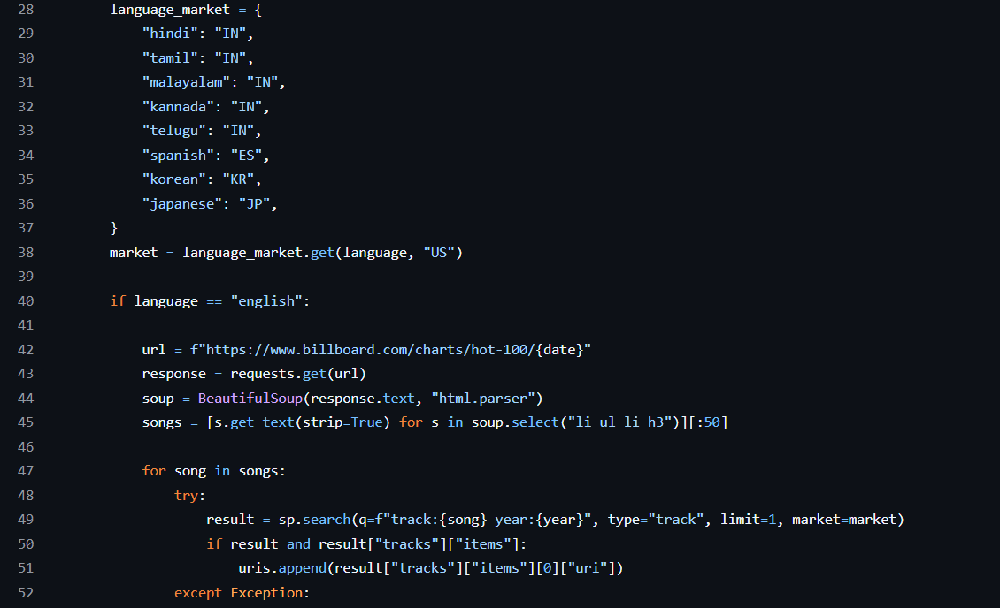 28 language_market = {
29 "hindi": "IN",
30 "tamil": "IN",
31 "malayalam": "IN",
32 "kannada": "IN",
33 "telugu": "IN",
34 "spanish": "ES",
35 "korean": "KR",
36 "japanese": "JP",
37 }
38 market = language_market.get(language, "US")
39
40 if language == "english":
41
42 url = f"https://www.billboard.com/charts/hot-100/{date}"
43 response = requests.get(url)
44 soup = BeautifulSoup(response.text, "html.parser")
45 songs = [s.get_text(strip=True) for s in soup.select("li ul li h3")][:50]
46
47 for song in songs:
48 try:
49 result = sp.search(q=f"track:{song} year:{year}", type="track", limit=1, market=market)
50 if result and result["tracks"]["items"]:
51 uris.append(result["tracks"]["items"][0]["uri"])
52 except Exception: